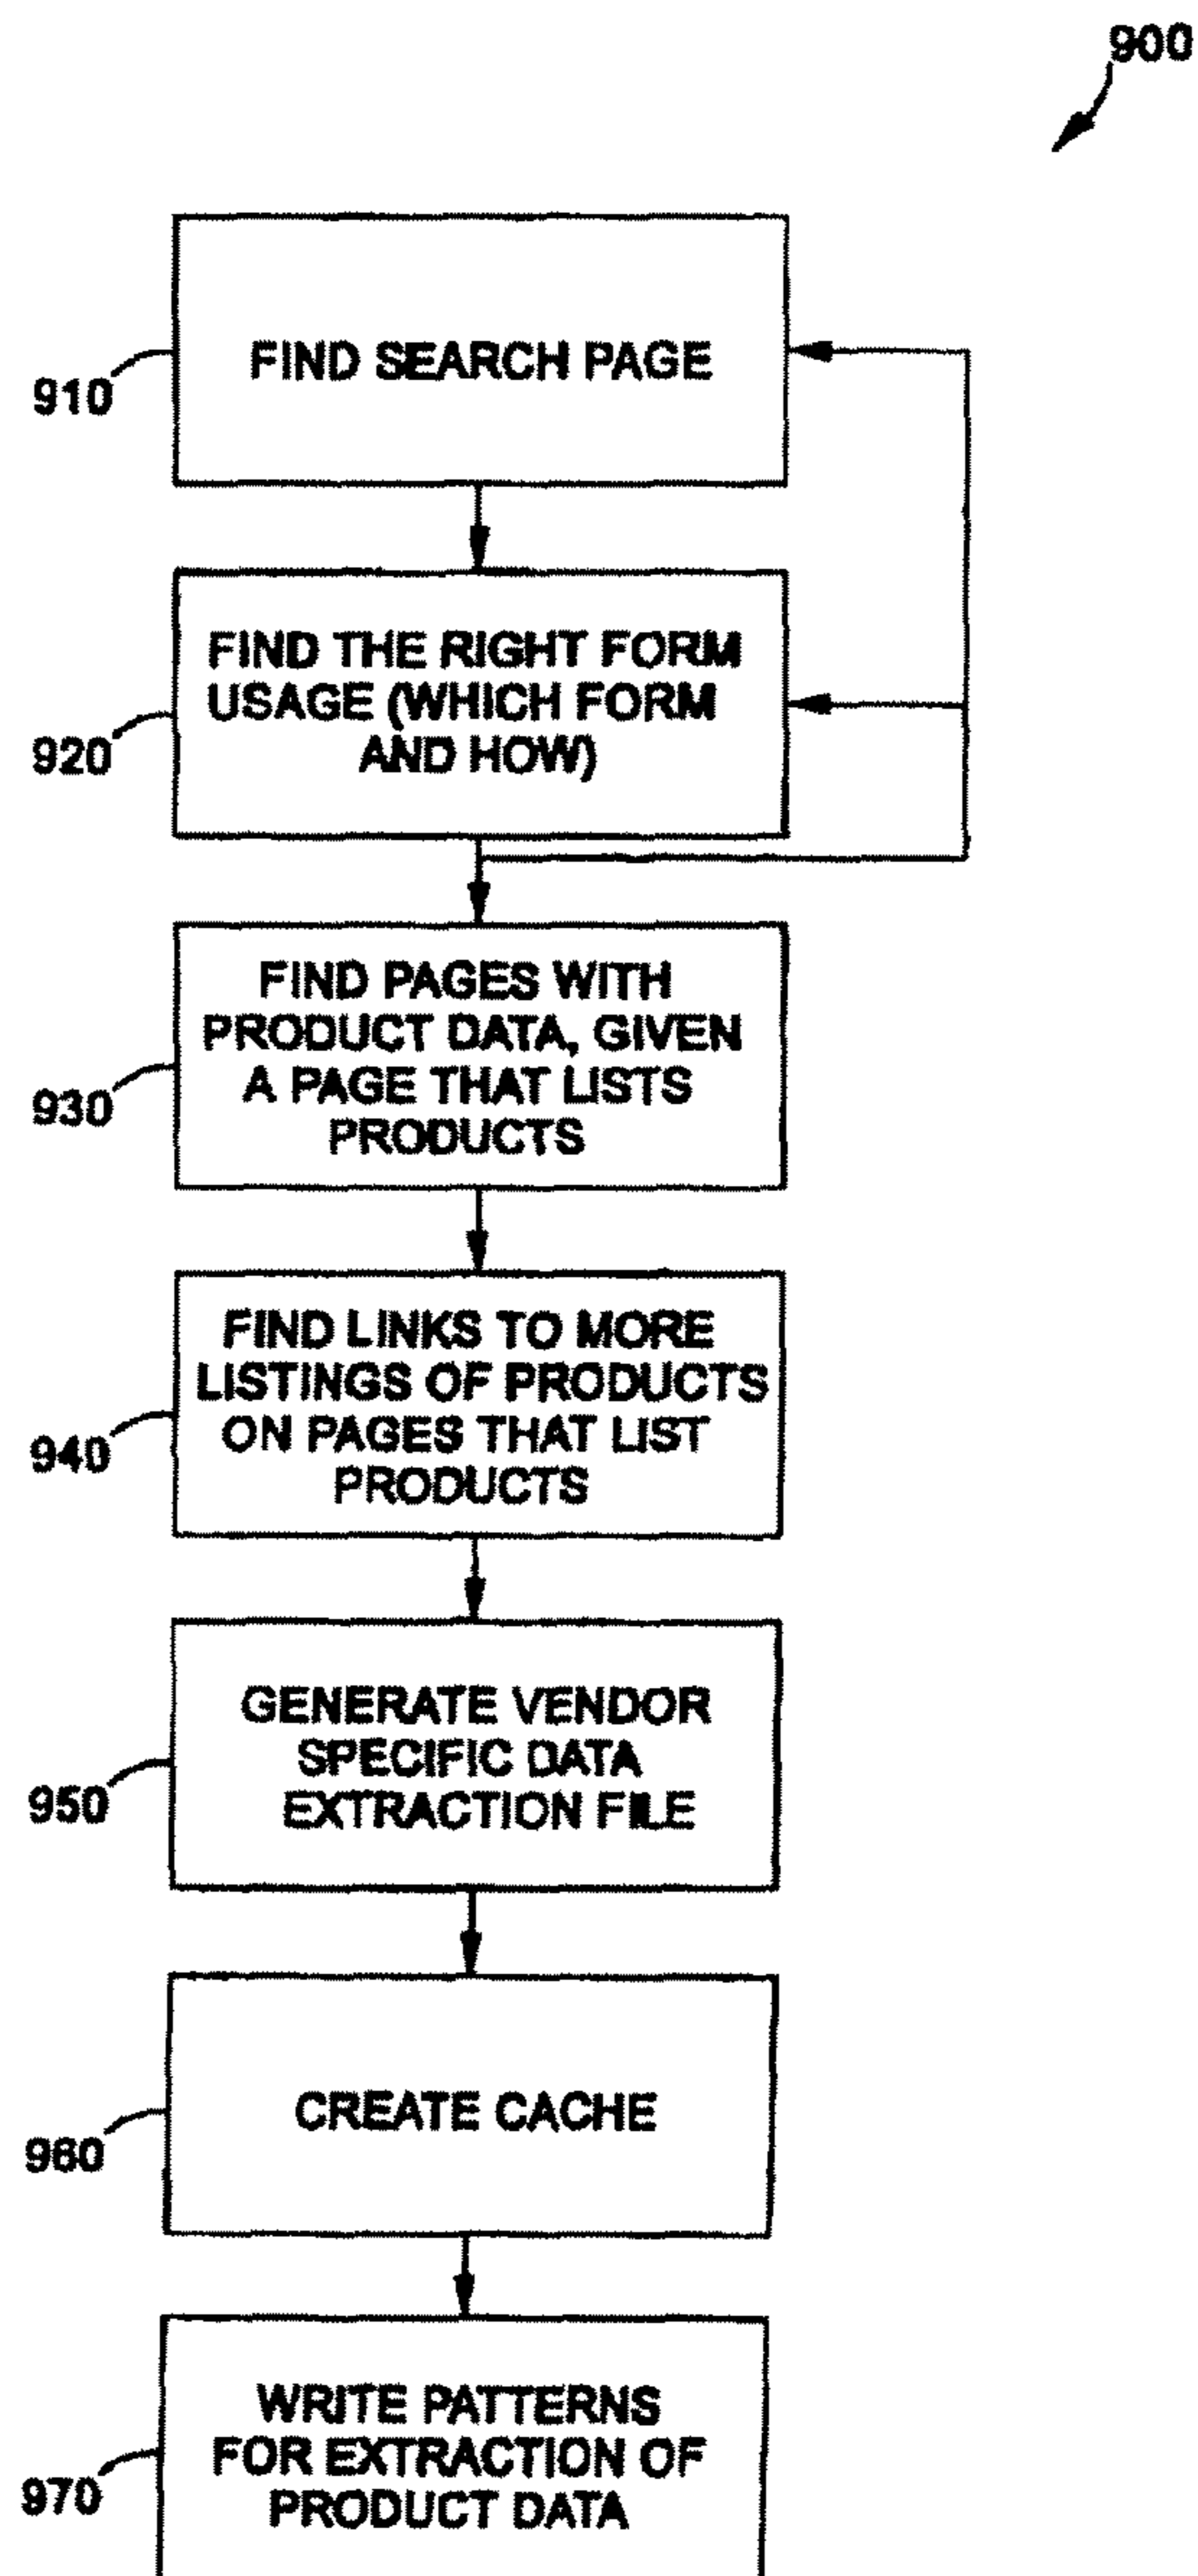 900
FIND SEARCH PAGE
910
FIND THE RIGHT FORM
USAGE (WHICH FORM
AND HOW)
920
FIND PAGES WITH
PRODUCT DATA, GIVEN
A PAGE THAT LISTS
PRODUCTS
930
FIND LINKS TO MORE
LISTINGS OF PRODUCTS
ON PAGES THAT LIST
PRODUCTS
940
GENERATE VENDOR
SPECIFIC DATA
EXTRACTION FILE
950
CREATE CACHE
960
WRITE PATTERNS
FOR EXTRACTION OF
PRODUCT DATA
970